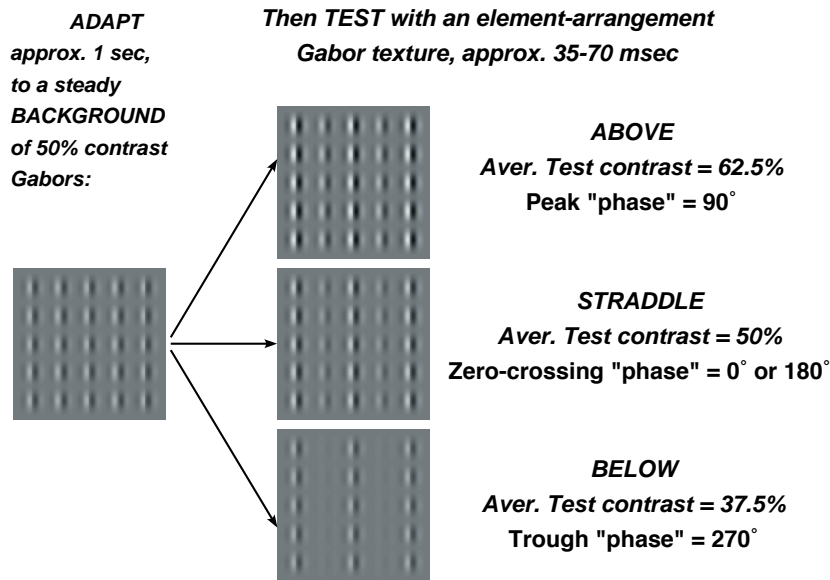 ADAPT
approx. 1 sec,
to a steady
BACKGROUND
of 50% contrast
Gabors:
Then TEST with an element-arrangement
Gabor texture, approx. 35-70 msec
ABOVE
Aver. Test contrast = 62.5%
Peak "phase" = 90˚
STRADDLE
Aver. Test contrast = 50%
Zero-crossing "phase" = 0˚ or 180˚
BELOW
Aver. Test contrast = 37.5%
Trough "phase" = 270˚